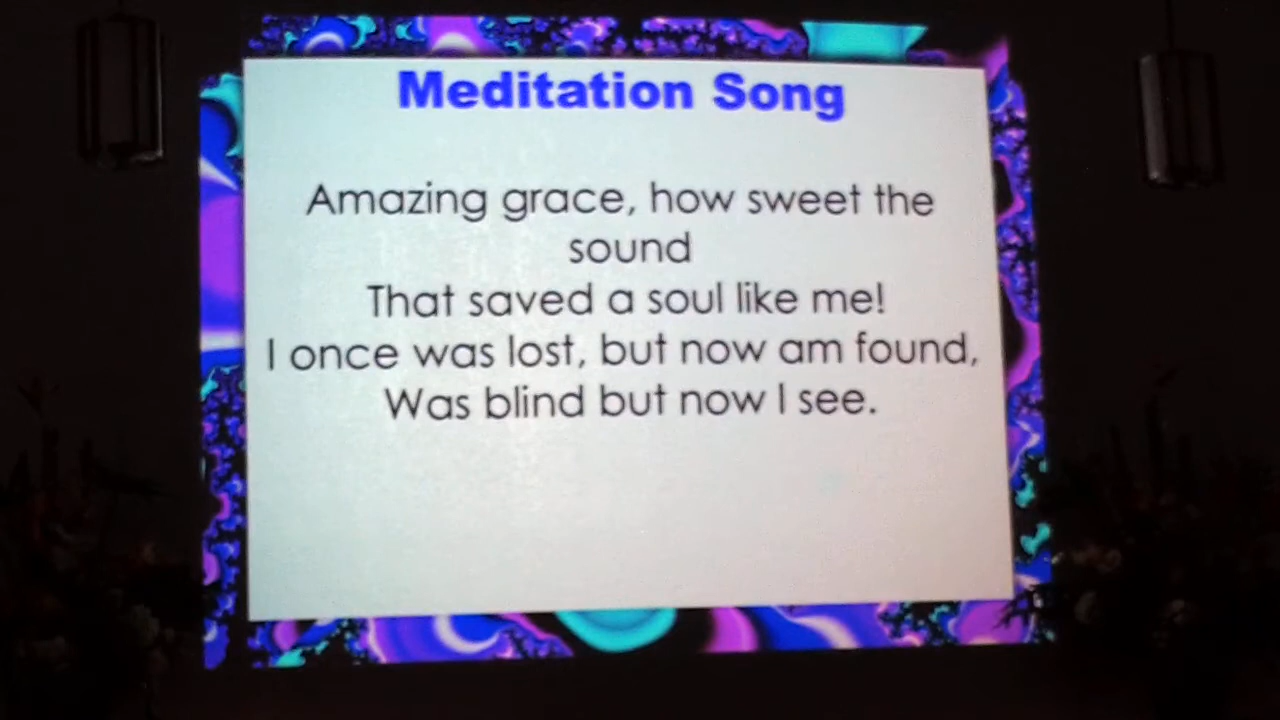 Meditation Song
Amazing grace, how sweet the
sound
That saved a soul like me!
I once was lost, but now am found,
Was blind but now I see.